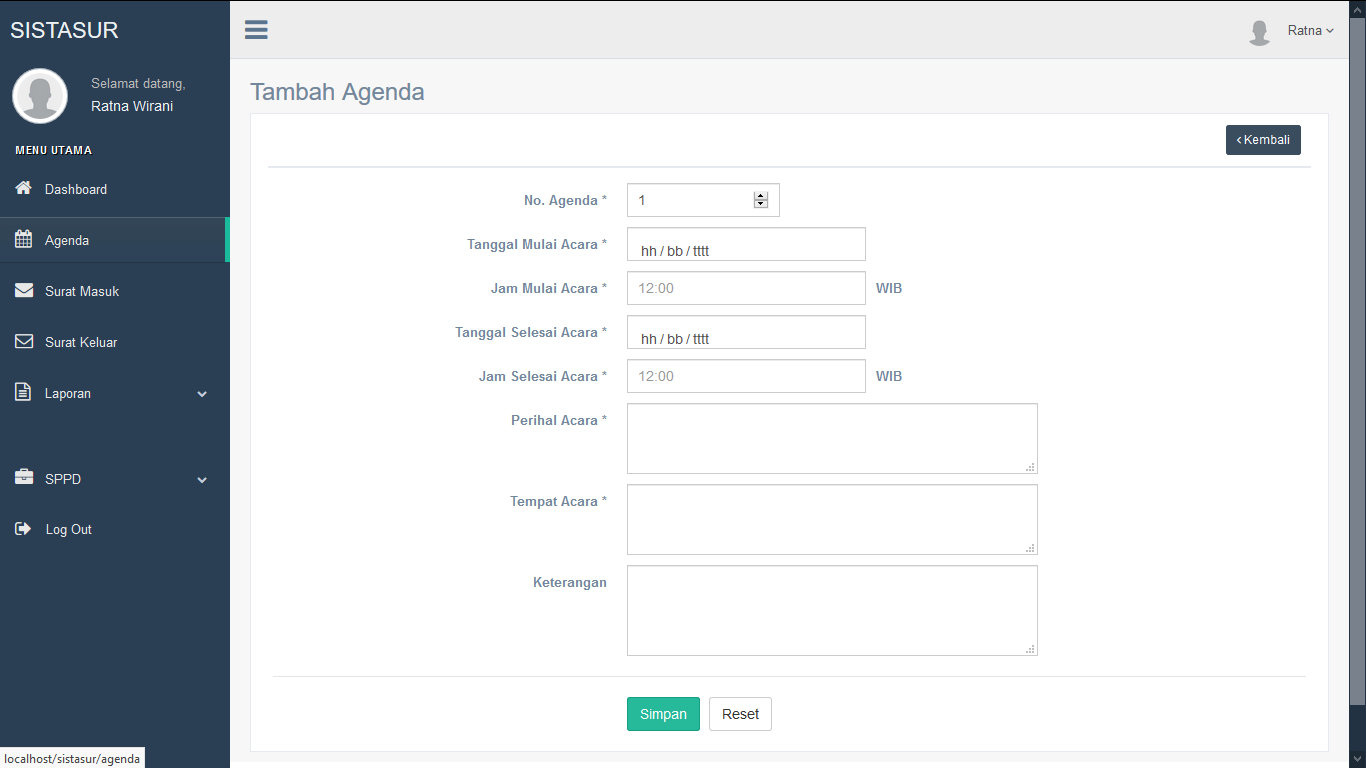 SISTASUR
Ratna
Selamat datang,
Ratna Wirani
MENU UTAMA
Dashboard
Agenda
Surat Masuk
Surat Keluar
Laporan
SPPD
Log Out
Tambah Agenda
Kembali
No. Agenda * 1
Tanggal Mulai Acara * hh / bb / tttt
Jam Mulai Acara * 12:00 WIB
Tanggal Selesai Acara * hh / bb / tttt
Jam Selesai Acara * 12:00 WIB
Perihal Acara *
Tempat Acara *
Keterangan
Simpan Reset
localhost/sistasur/agenda